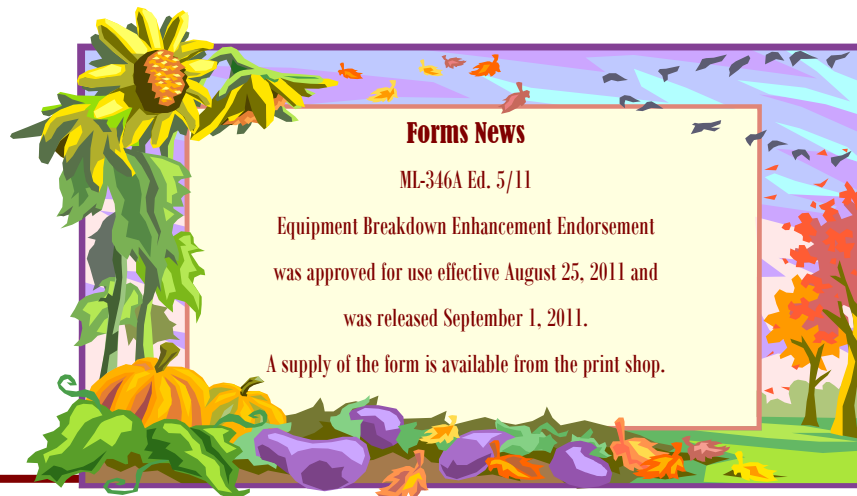 Forms News
ML-346A Ed. 5/11
Equipment Breakdown Enhancement Endorsement
was approved for use effective August 25, 2011 and
was released September 1, 2011.
A supply of the form is available from the print shop.